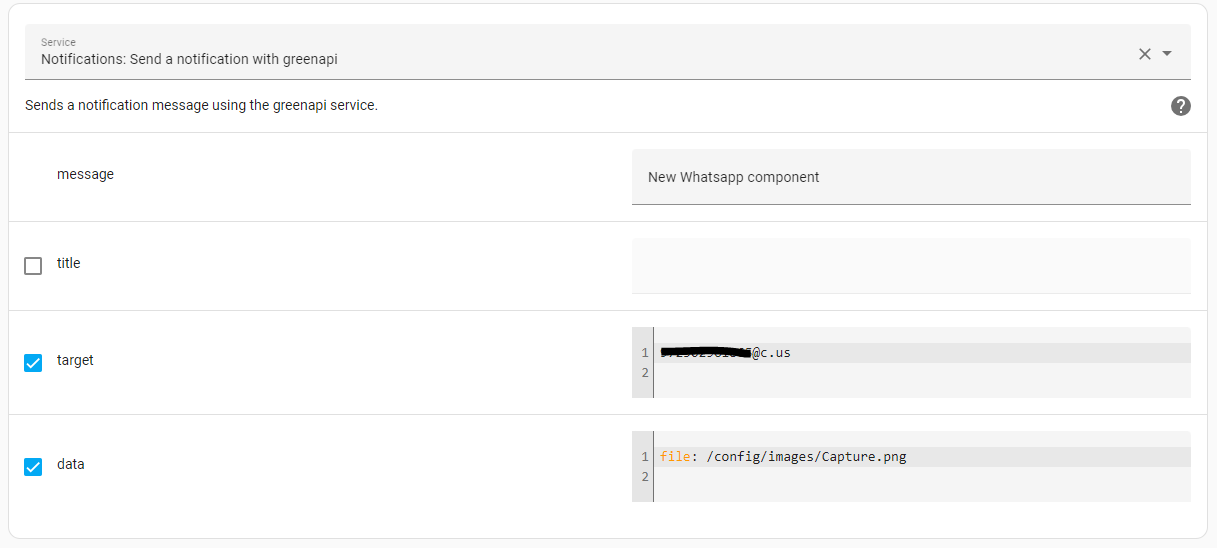 Service
Notifications: Send a notification with greenapi
Sends a notification message using the greenapi service.
message
New Whatsapp component
title
target
1 @c.us
2
data
1 file: /config/images/Capture.png
2